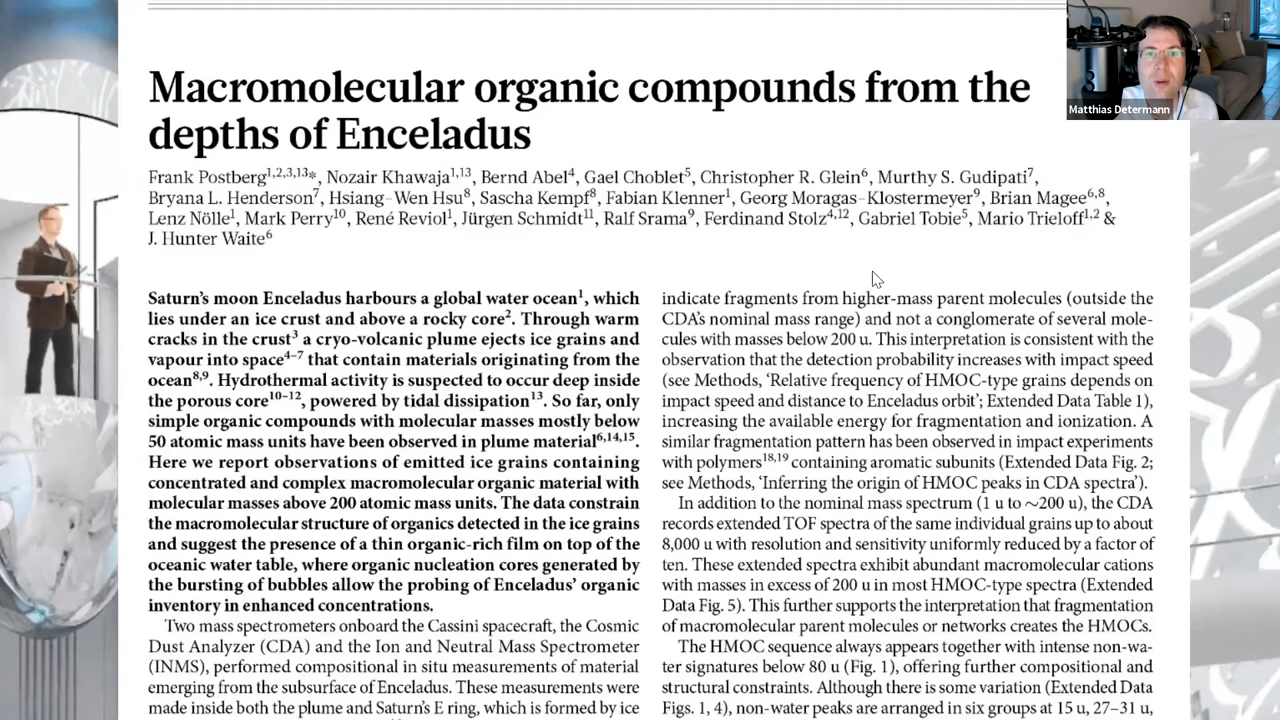 Macromolecular organic compounds from the
depths of Enceladus
Frank Postberg1,2,3,13*, Nozair Khawaja1,13, Bernd Abel4, Gael Choblet5, Christopher R. Glein6, Murthy S. Gudipati7,
Bryana L. Henderson7, Hsiang-Wen Hsu8, Sascha Kempf8, Fabian Klenner1, Georg Moragas-Klostermeyer9, Brian Magee6,8,
Lenz Nölle1, Mark Perry10, René Reviol1, Jürgen Schmidt11, Ralf Srama9, Ferdinand Stolz4,12, Gabriel Tobie5, Mario Trieloff1,2 &
J. Hunter Waite6
Saturn's moon Enceladus harbours a global water ocean1, which
lies under an ice crust and above a rocky core2. Through warm
cracks in the crust3 a cryo-volcanic plume ejects ice grains and
vapour into space4–7 that contain materials originating from the
ocean8,9. Hydrothermal activity is suspected to occur deep inside
the porous core10–12, powered by tidal dissipation13. So far, only
simple organic compounds with molecular masses mostly below
50 atomic mass units have been observed in plume material6,14,15.
Here we report observations of emitted ice grains containing
concentrated and complex macromolecular organic material with
molecular masses above 200 atomic mass units. The data constrain
the macromolecular structure of organics detected in the ice grains
and suggest the presence of a thin organic-rich film on top of the
oceanic water table, where organic nucleation cores generated by
the bursting of bubbles allow the probing of Enceladus' organic
inventory in enhanced concentrations.
Two mass spectrometers onboard the Cassini spacecraft, the Cosmic
Dust Analyzer (CDA) and the Ion and Neutral Mass Spectrometer
(INMS), performed compositional in situ measurements of material
emerging from the subsurface of Enceladus. These measurements were
made inside both the plume and Saturn's E ring, which is formed by ice
indicate fragments from higher-mass parent molecules (outside the
CDA's nominal mass range) and not a conglomerate of several mole-
cules with masses below 200 u. This interpretation is consistent with the
observation that the detection probability increases with impact speed
(see Methods, 'Relative frequency of HMOC-type grains depends on
impact speed and distance to Enceladus orbit'; Extended Data Table 1),
increasing the available energy for fragmentation and ionization. A
similar fragmentation pattern has been observed in impact experiments
with polymers18,19 containing aromatic subunits (Extended Data Fig. 2;
see Methods, 'Inferring the origin of HMOC peaks in CDA spectra').
In addition to the nominal mass spectrum (1 u to ~200 u), the CDA
records extended TOF spectra of the same individual grains up to about
8,000 u with resolution and sensitivity uniformly reduced by a factor of
ten. These extended spectra exhibit abundant macromolecular cations
with masses in excess of 200 u in most HMOC-type spectra (Extended
Data Fig. 5). This further supports the interpretation that fragmentation
of macromolecular parent molecules or networks creates the HMOCs.
The HMOC sequence always appears together with intense non-wa-
ter signatures below 80 u (Fig. 1), offering further compositional and
structural constraints. Although there is some variation (Extended Data
Figs. 1, 4), non-water peaks are arranged in six groups at 15 u, 27–31 u,
Matthias Determann